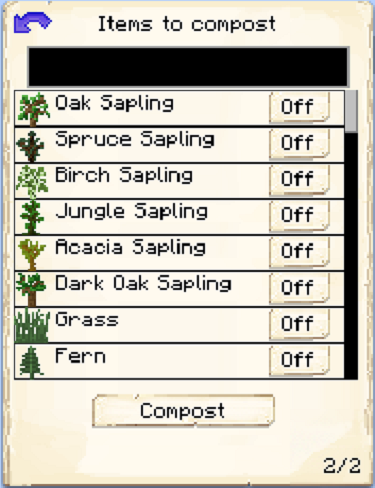 Items to compost
Oak Sapling Off
Spruce Sapling Off
Birch Sapling Off
Jungle Sapling Off
Acacia Sapling Off
Dark Oak Sapling Off
Grass Off
Fern Off
Compost
2/2